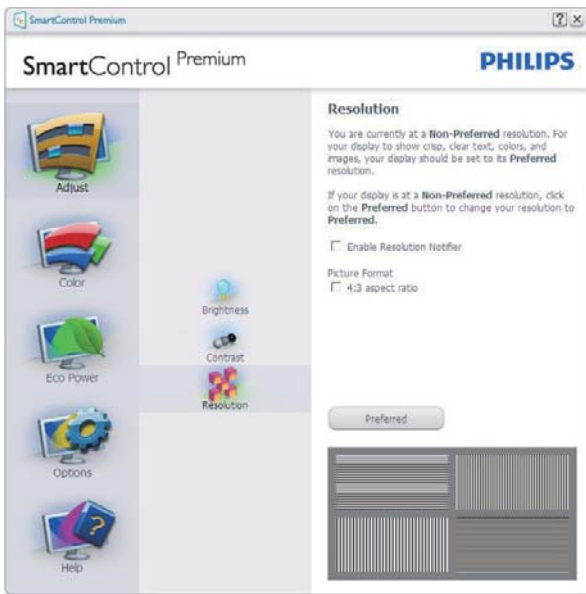 SmartControl Premium
SmartControl Premium
PHILIPS
Adjust
Color
Eco Power
Options
Help
Brightness
Contrast
Resolution
Resolution
You are currently at a Non-Preferred resolution. For
your display to show crisp, clear text, colors, and
images, your display should be set to its Preferred
resolution.
If your display is at a Non-Preferred resolution, click
on the Preferred button to change your resolution to
Preferred.
Enable Resolution Notifier
Picture Format
4:3 aspect ratio
Preferred